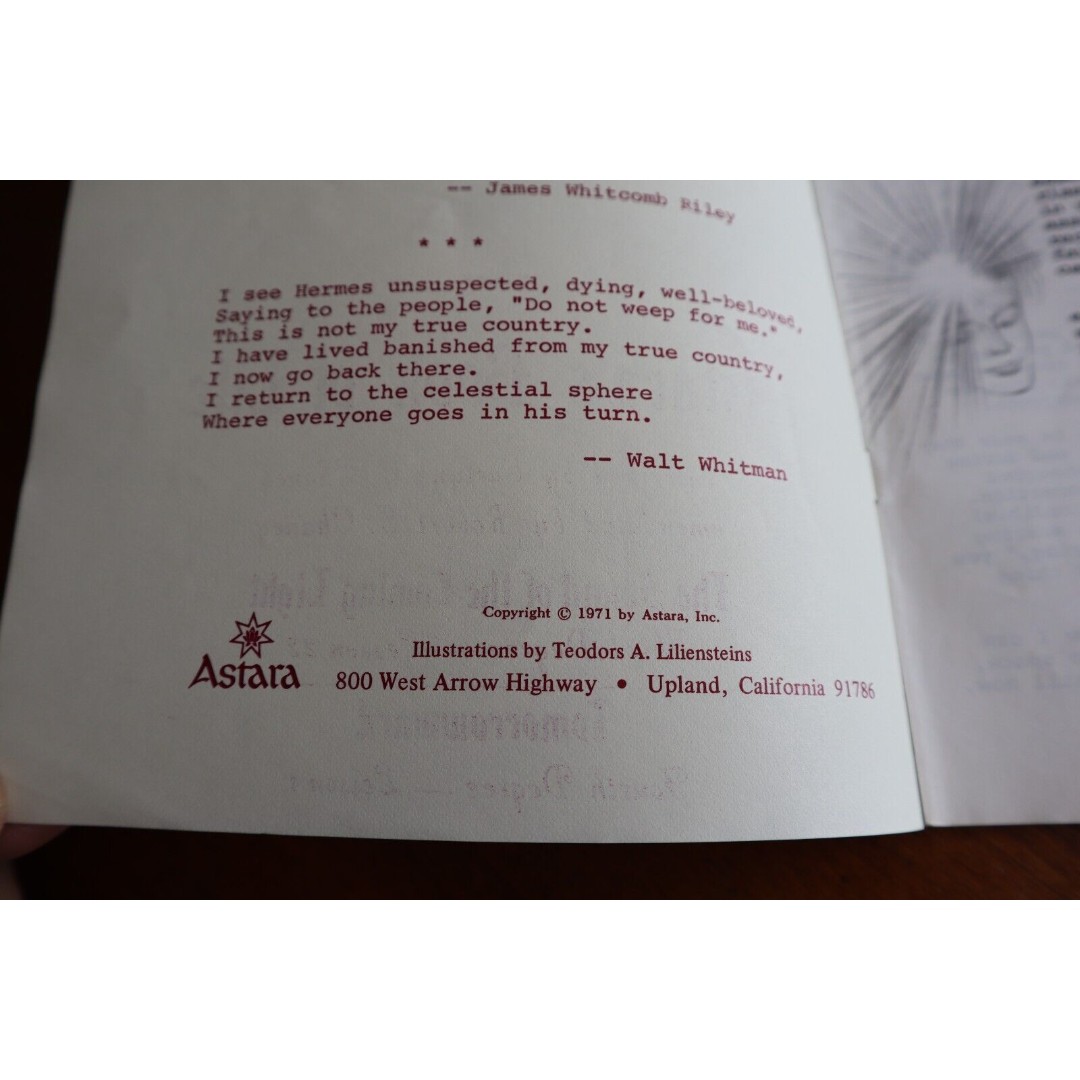 -- James Whitcomb Riley
* * *
I see Hermes unsuspected, dying, well-beloved,
Saying to the people, "Do not weep for me."
This is not my true country.
I have lived banished from my true country,
I now go back there.
I return to the celestial sphere
Where everyone goes in his turn.
-- Walt Whitman
Copyright © 1971 by Astara, Inc.
Illustrations by Teodors A. Liliensteins
Astara
800 West Arrow Highway • Upland, California 91786